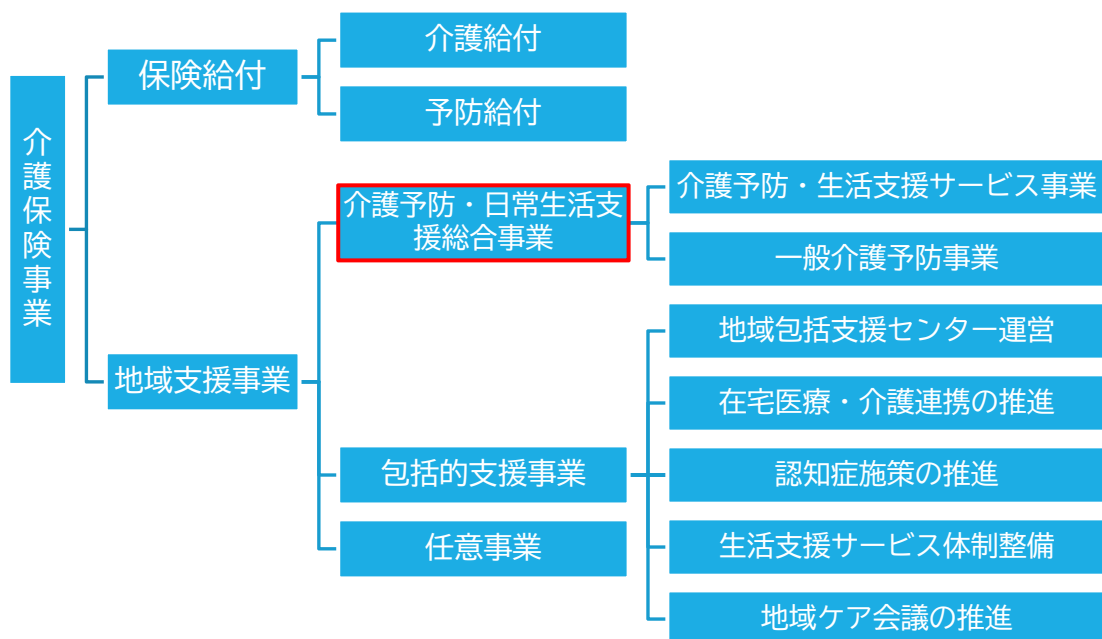 介護保険事業
保険給付
介護給付
予防給付
地域支援事業
介護予防・日常生活支
援総合事業
介護予防・生活支援サービス事業
一般介護予防事業
包括的支援事業
地域包括支援センター運営
在宅医療・介護連携の推進
認知症施策の推進
生活支援サービス体制整備
地域ケア会議の推進
任意事業